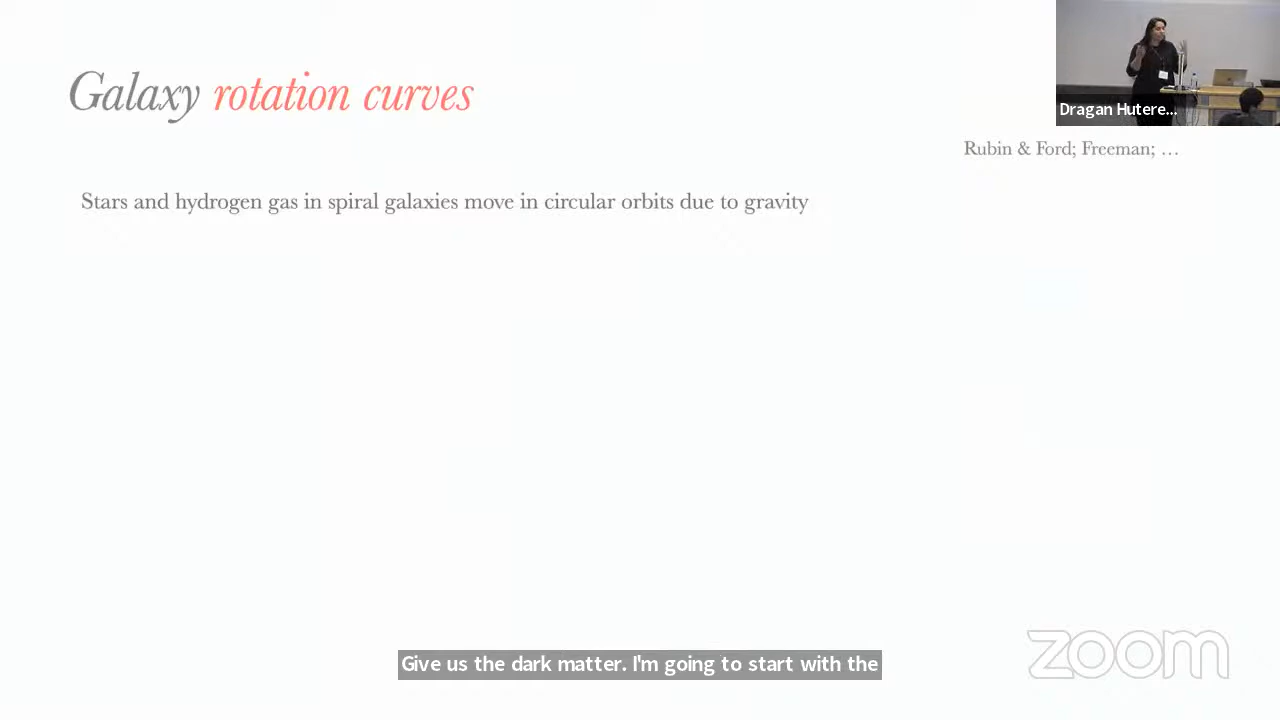 Galaxy rotation curves
Dragan Hutere...
Rubin & Ford; Freeman; …
Stars and hydrogen gas in spiral galaxies move in circular orbits due to gravity
Give us the dark matter. I'm going to start with the
zoom